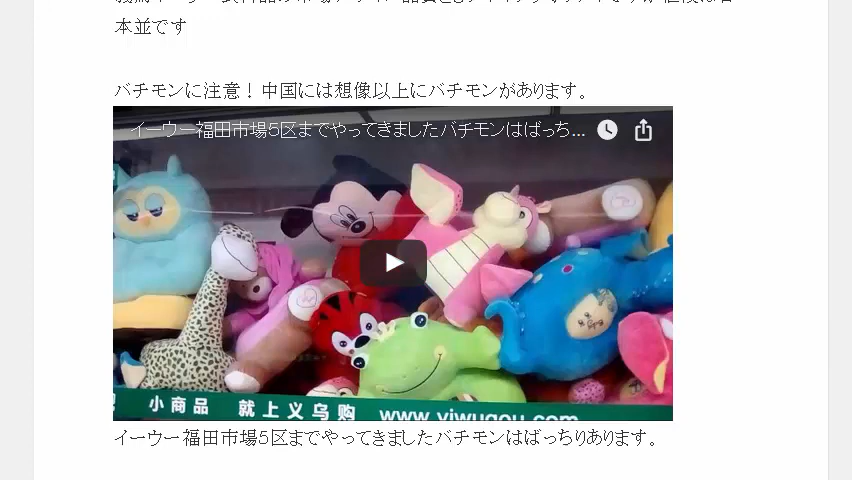 本並です
バチモンに注意！中国には想像以上にバチモンがあります。
イーウー福田市場5区までやってきましたバチモンはばっち...
小商品 就上义乌购 www.yiwugou.com
イーウー福田市場5区までやってきましたバチモンはばっちりあります。